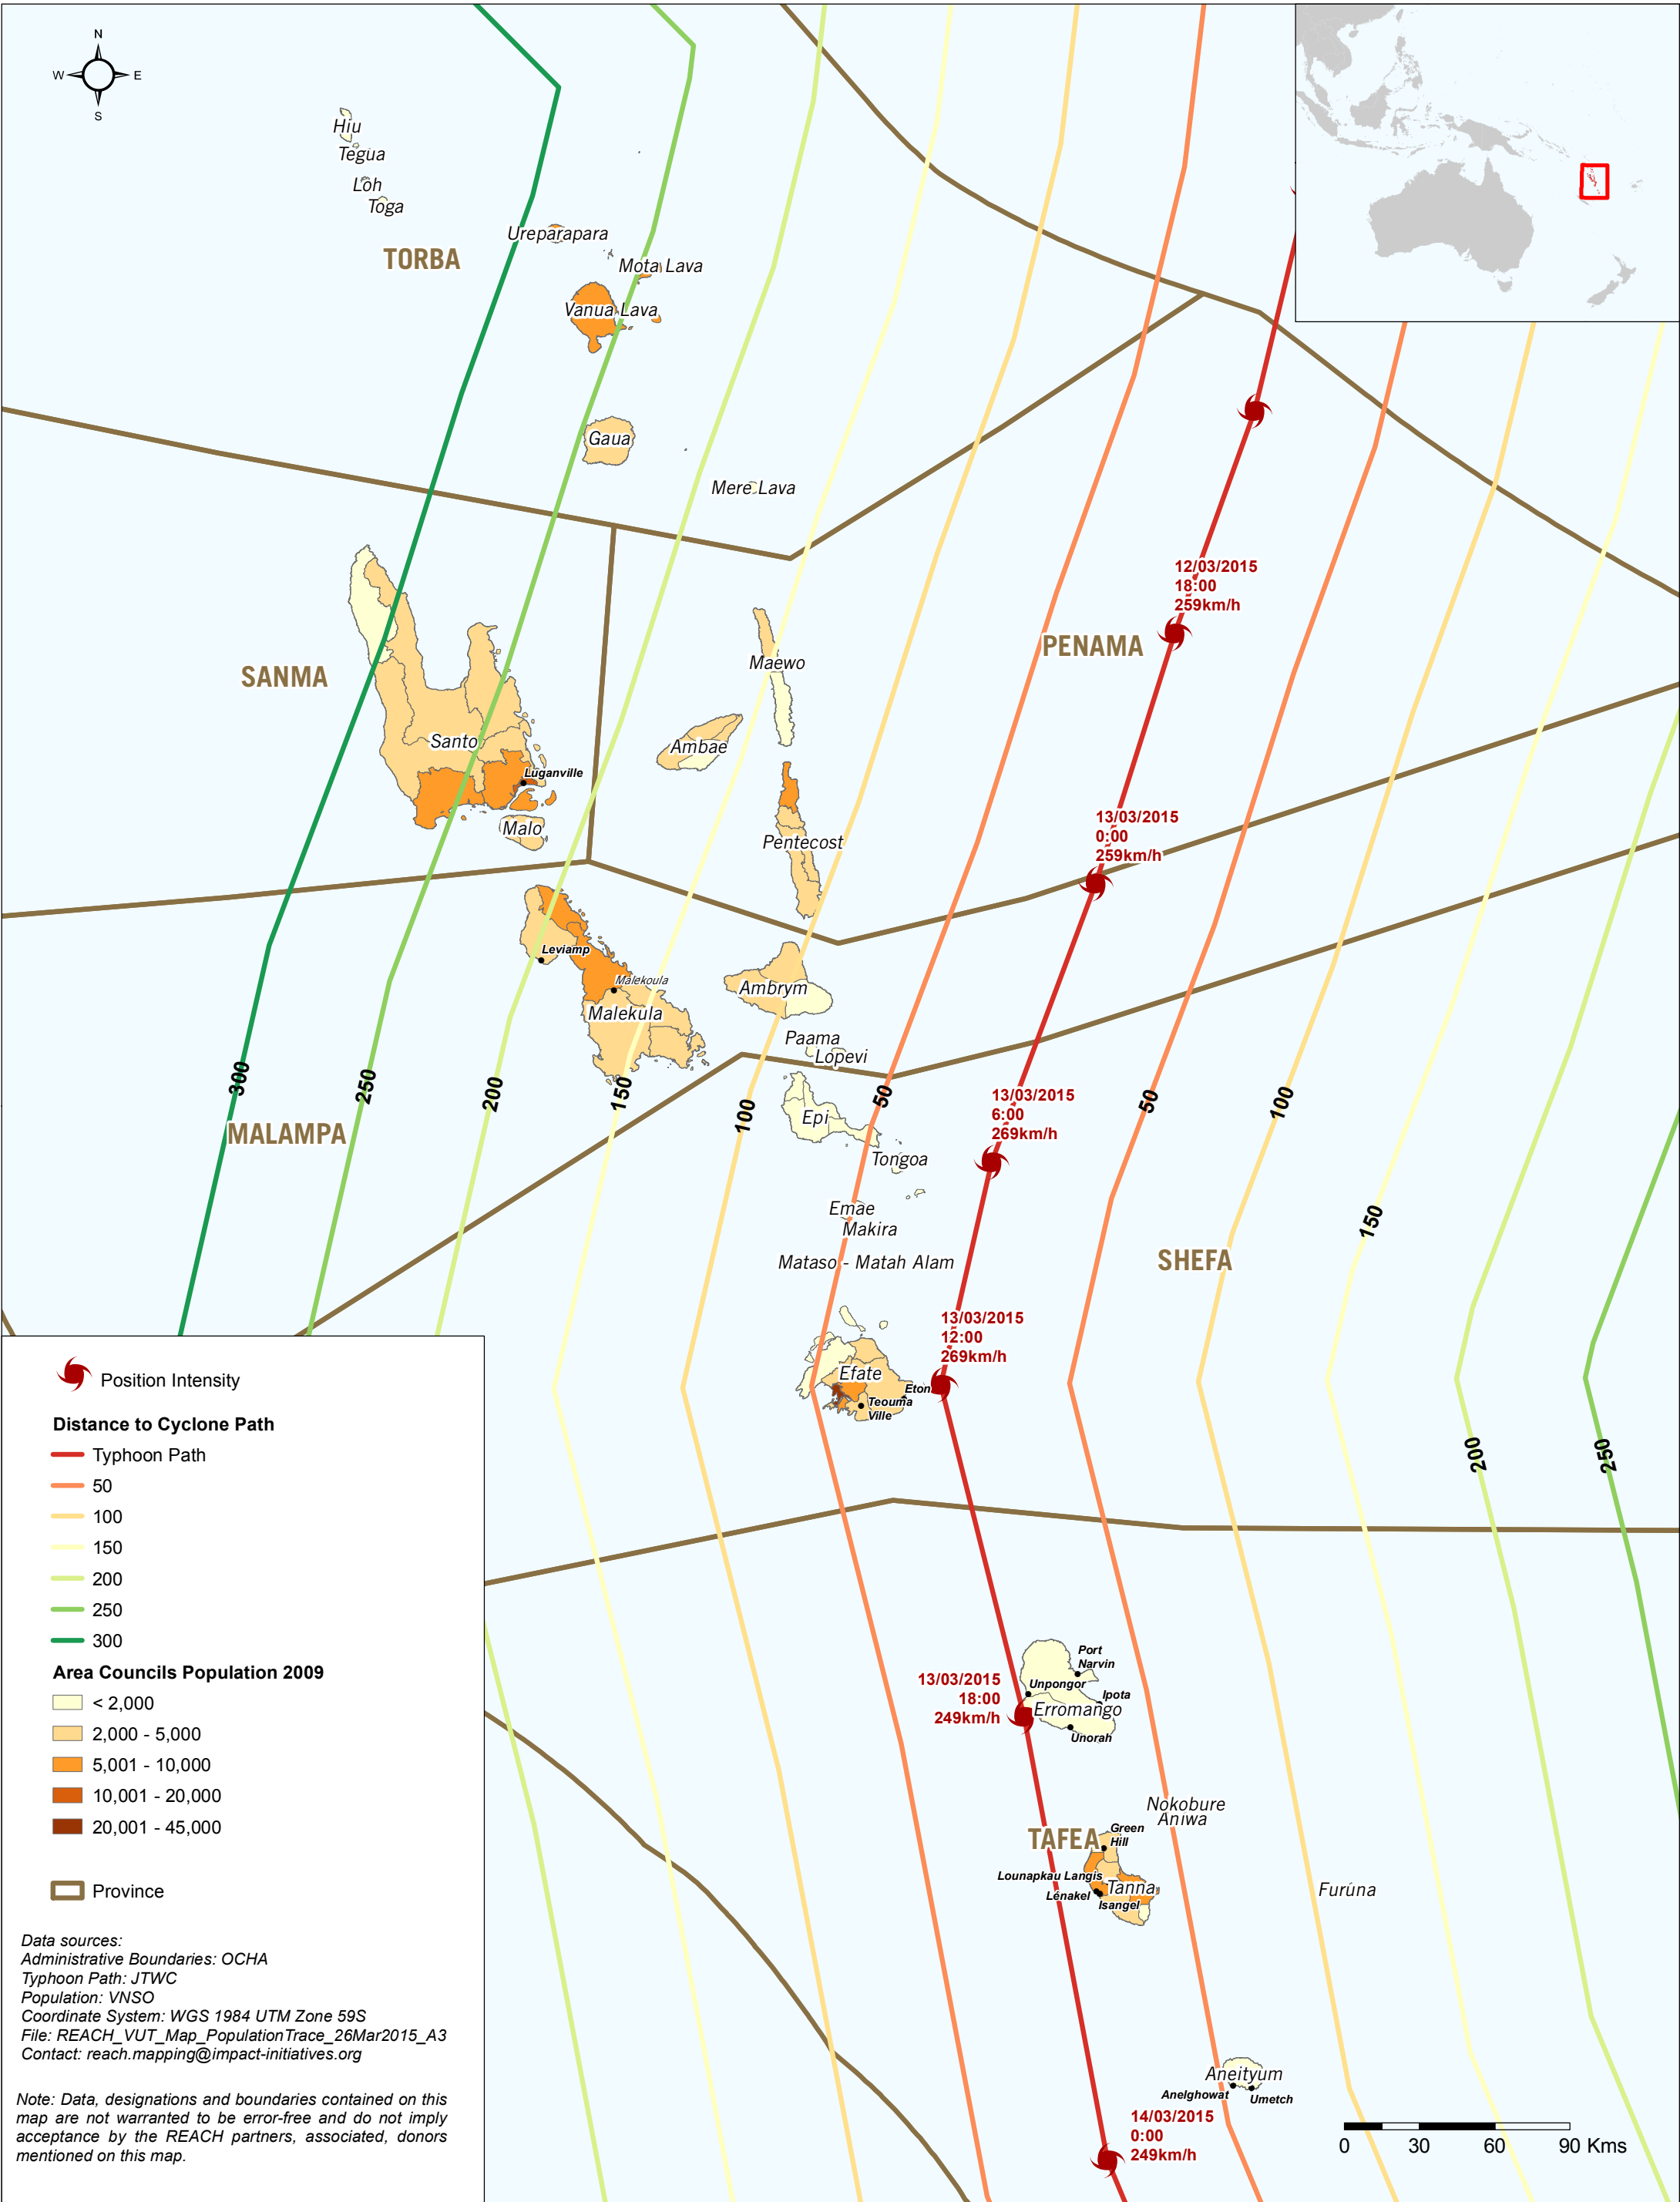 N
W
E
S
Hiu
Tegua
Loh
Toga
TORBA
Ureparapara
Mota Lava
Vanua Lava
Gaua
Mere Lava
12/03/2015
18:00
259km/h
PENAMA
Maewo
SANMA
Santo
Ambae
Luganville
Malo
Pentecost
13/03/2015
0:00
259km/h
Leviamp
Malekoula
Malekula
Ambrym
Paama
Lopevi
300
250
200
150
100
50
50
100
150
200
250
MALAMPA
13/03/2015
6:00
269km/h
Epi
Tongoa
Emae
Makira
Mataso - Matah Alam
SHEFA
13/03/2015
12:00
269km/h
Efate
Eton
Teouma
Ville
Port
Narvin
13/03/2015
18:00
249km/h
Unpongor
Ipota
Erromango
Unorah
Nokobure
Aniwa
TAFEA
Green
Hill
Lounapkau Langis
Tanna
Lénakel
Isangel
Furuna
Aneityum
Anelghowat
Umetch
14/03/2015
0:00
249km/h
0 30 60 90 Kms
Position Intensity
Distance to Cyclone Path
Typhoon Path
50
100
150
200
250
300
Area Councils Population 2009
< 2,000
2,000 - 5,000
5,001 - 10,000
10,001 - 20,000
20,001 - 45,000
Province
Data sources:
Administrative Boundaries: OCHA
Typhoon Path: JTWC
Population: VNSO
Coordinate System: WGS 1984 UTM Zone 59S
File: REACH_VUT_Map_PopulationTrace_26Mar2015_A3
Contact: reach.mapping@impact-initiatives.org
Note: Data, designations and boundaries contained on this
map are not warranted to be error-free and do not imply
acceptance by the REACH partners, associated, donors
mentioned on this map.